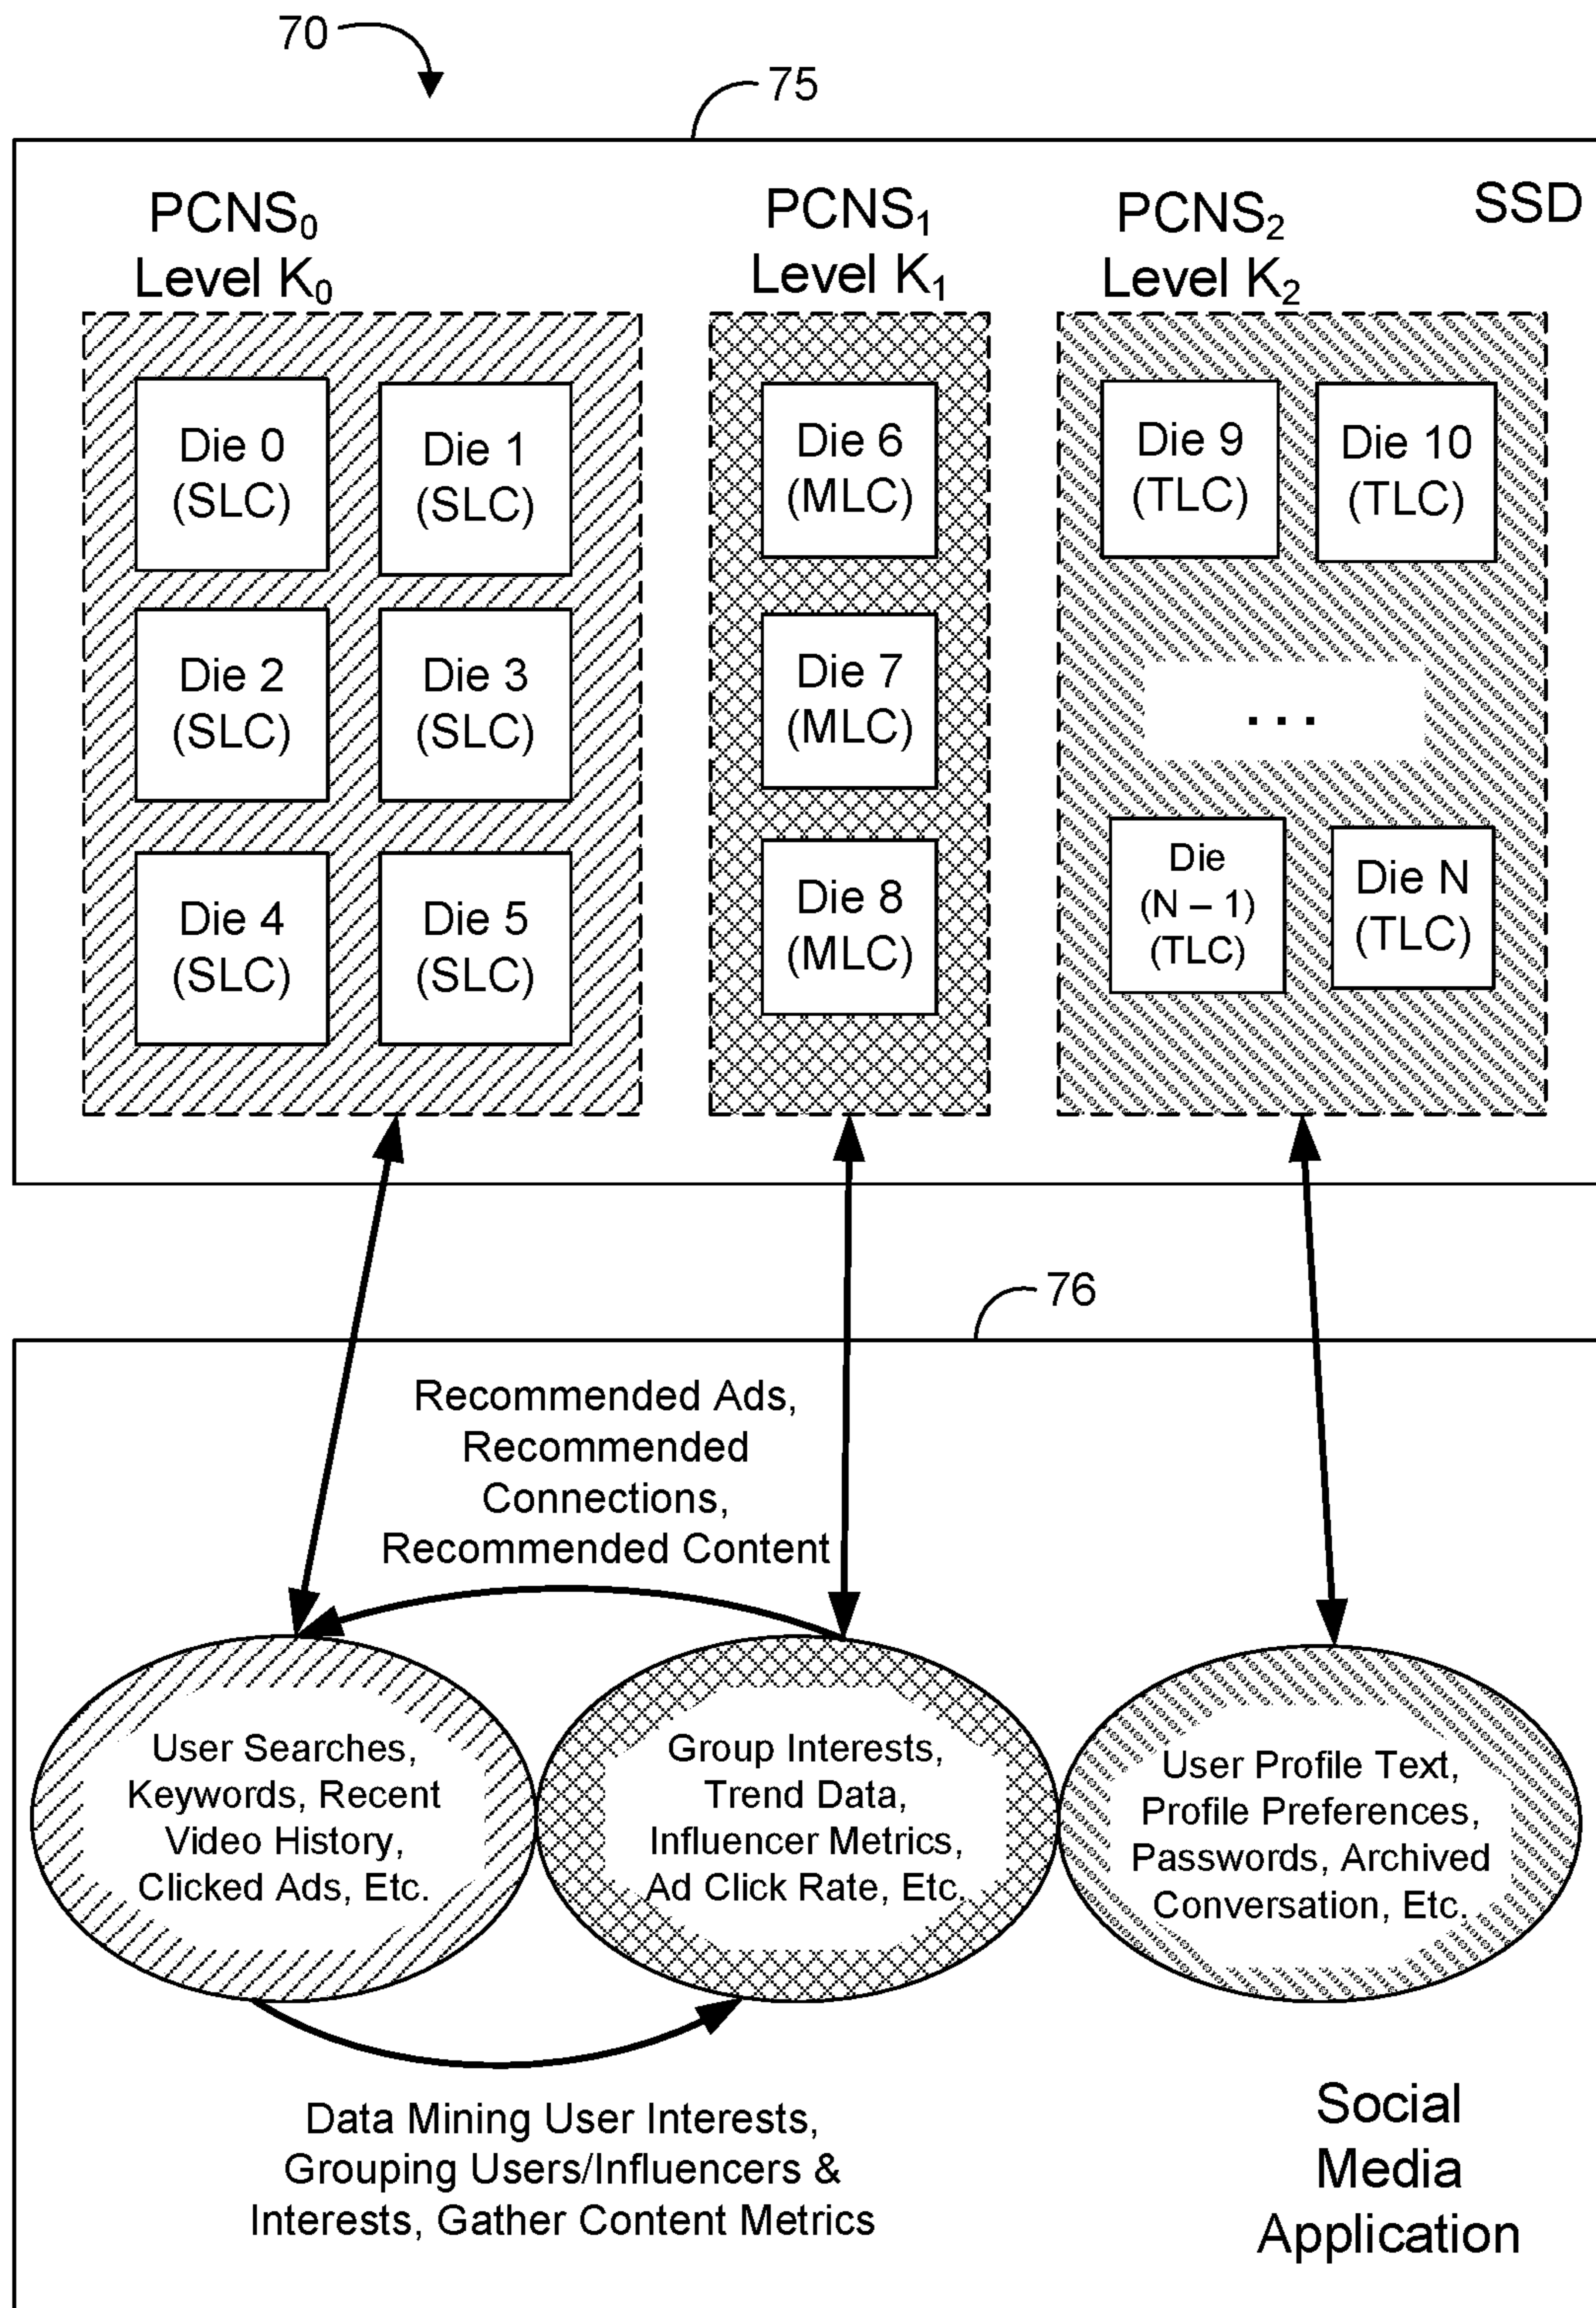 70
75
PCNS0
Level K0
PCNS1
Level K1
PCNS2
Level K2
SSD
Die 0
(SLC)
Die 1
(SLC)
Die 2
(SLC)
Die 3
(SLC)
Die 4
(SLC)
Die 5
(SLC)
Die 6
(MLC)
Die 7
(MLC)
Die 8
(MLC)
Die 9
(TLC)
Die 10
(TLC)
. . .
Die
(N – 1)
(TLC)
Die N
(TLC)
76
Recommended Ads,
Recommended
Connections,
Recommended Content
User Searches,
Keywords, Recent
Video History,
Clicked Ads, Etc.
Group Interests,
Trend Data,
Influencer Metrics,
Ad Click Rate, Etc.
User Profile Text,
Profile Preferences,
Passwords, Archived
Conversation, Etc.
Data Mining User Interests,
Grouping Users/Influencers &
Interests, Gather Content Metrics
Social
Media
Application